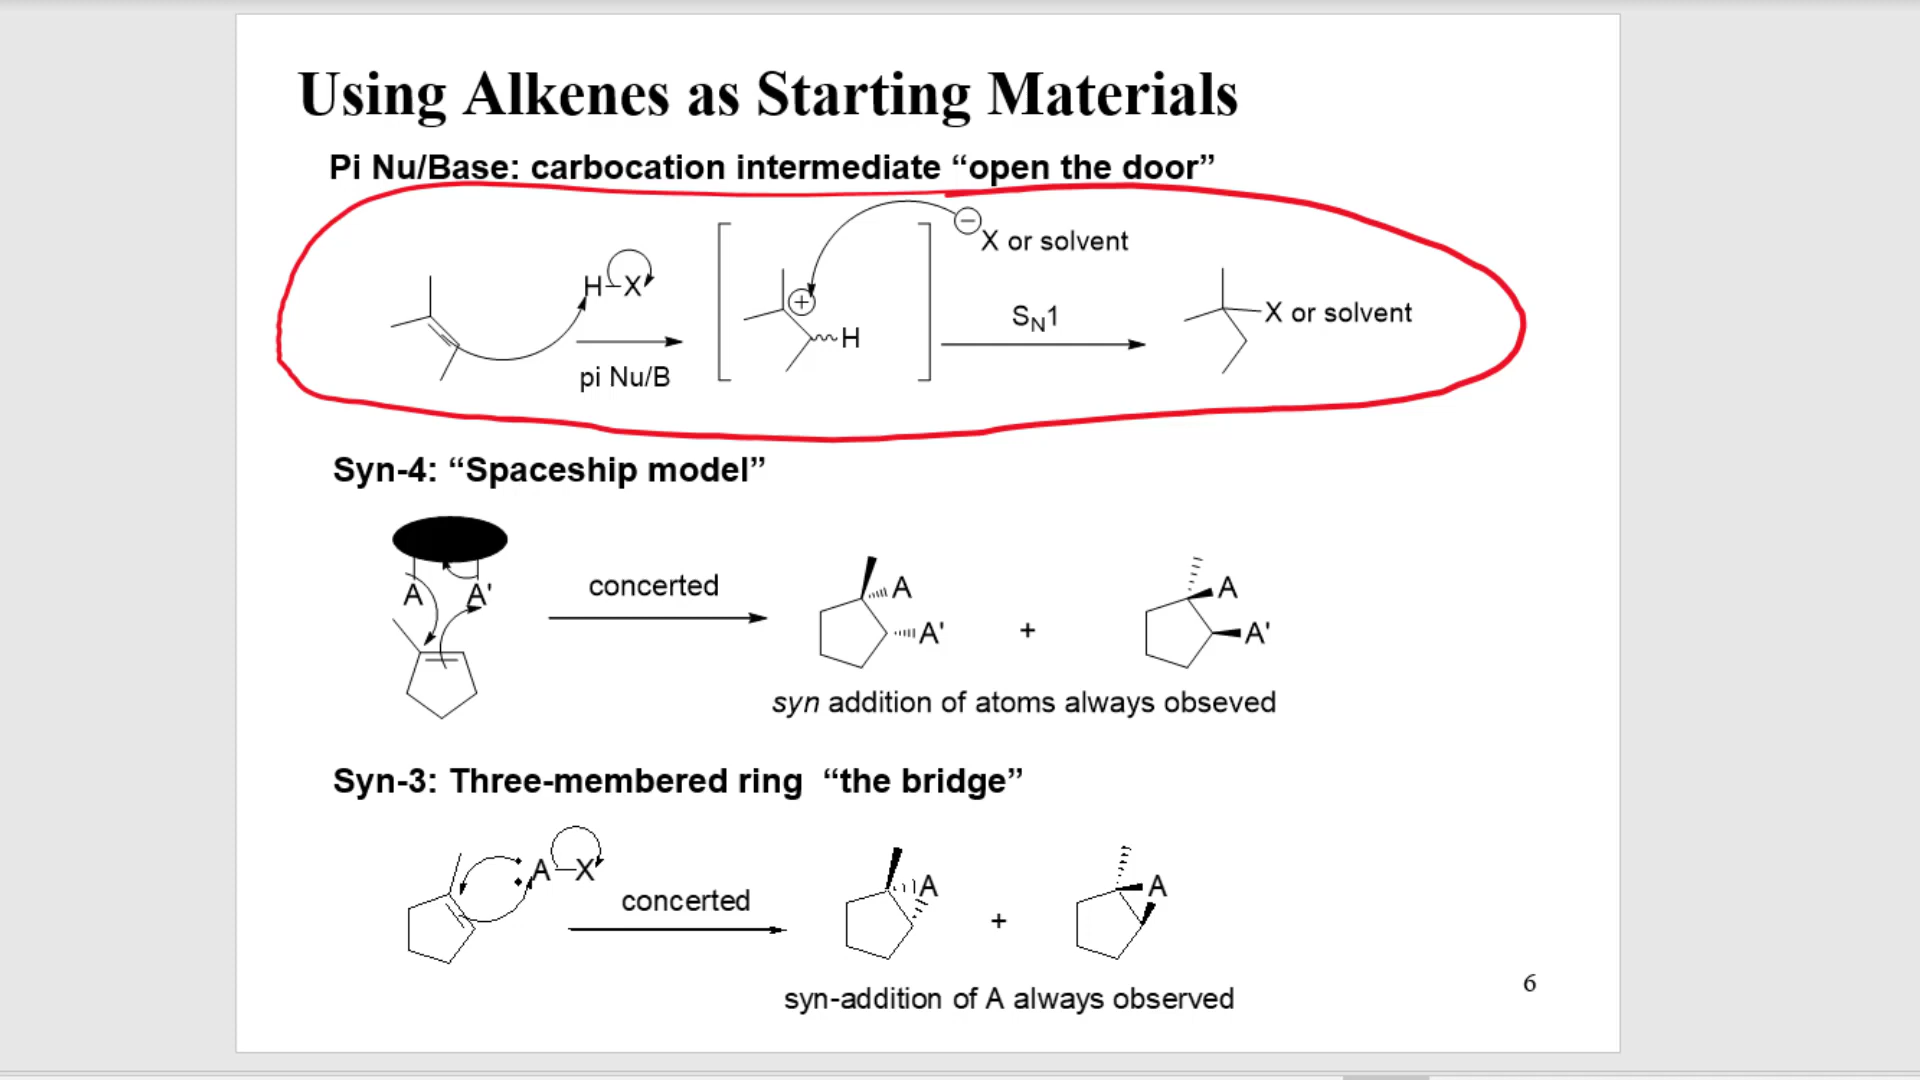 Using Alkenes as Starting Materials
Pi Nu/Base: carbocation intermediate “open the door”
H–X
pi Nu/B
+
H
− X or solvent
SN1
X or solvent
Syn-4: “Spaceship model”
A A'
concerted
A
A'
+
A
A'
syn addition of atoms always obseved
Syn-3: Three-membered ring “the bridge”
:A–X
concerted
A
+
A
syn-addition of A always observed
6